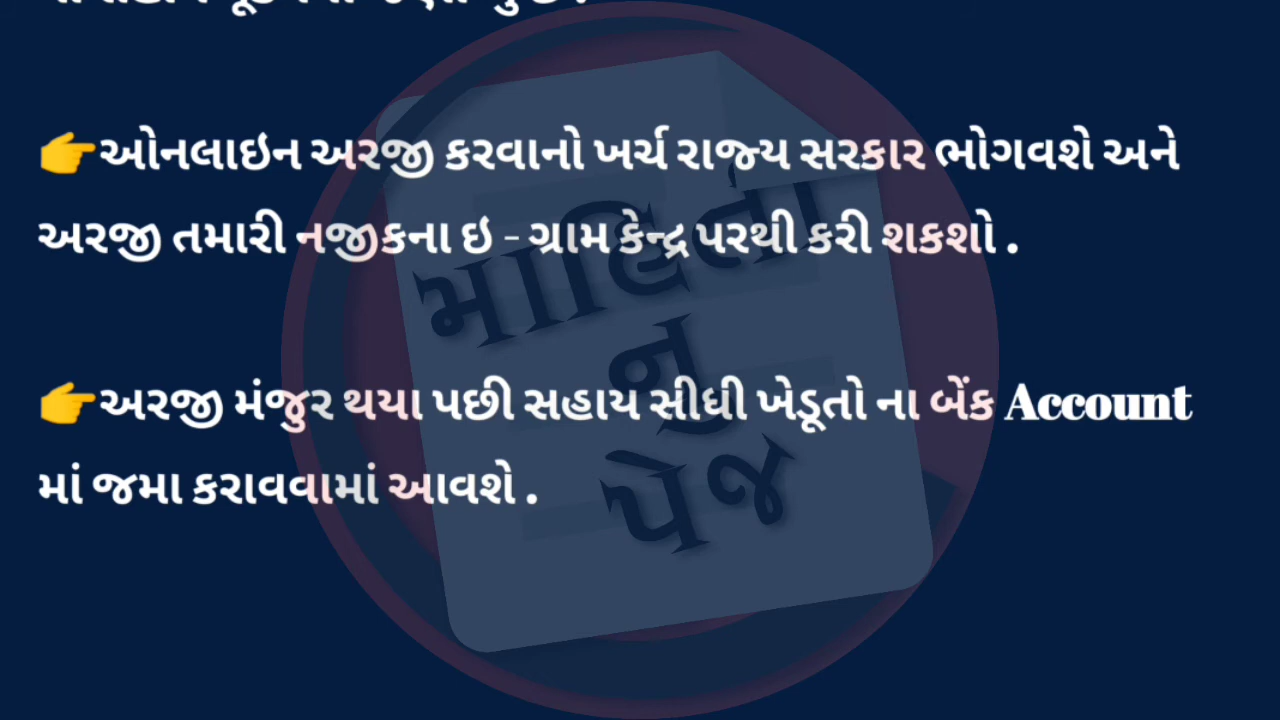 👉ઓનલાઇન અરજી કરવાનો ખર્ચ રાજ્ય સરકાર ભોગવશે અને
અરજી તમારી નજીકના ઇ - ગ્રામ કેન્દ્ર પરથી કરી શકશો .
👉અરજી મંજુર થયા પછી સહાય સીધી ખેડૂતો ના બેંક Account
માં જમા કરાવવામાં આવશે .
માહિતી
નુ
પેજ